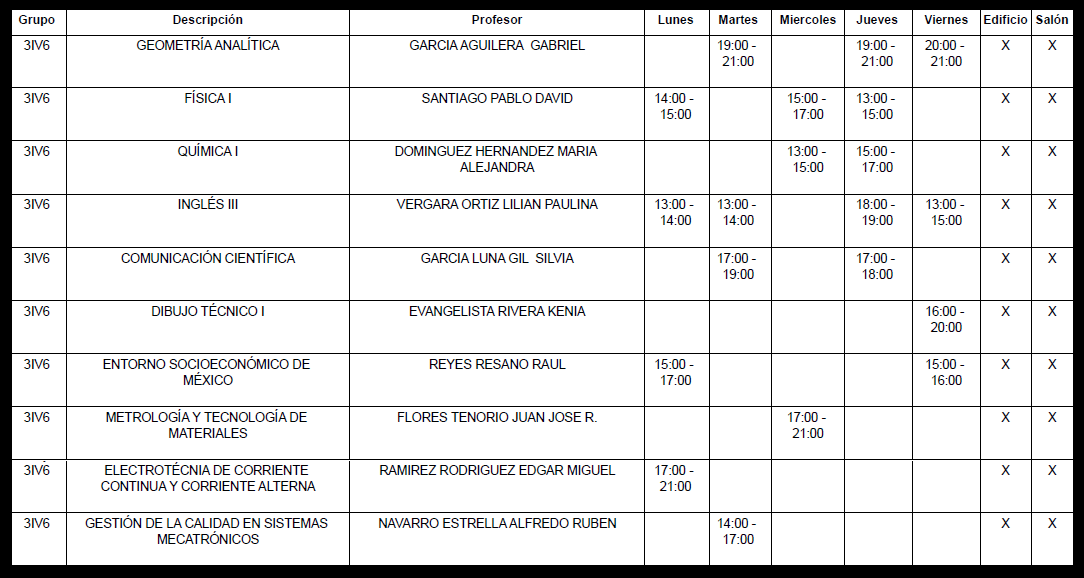 Grupo Descripción Profesor Lunes Martes Miercoles Jueves Viernes Edificio Salón
3IV6 GEOMETRÍA ANALÍTICA GARCIA AGUILERA GABRIEL 19:00 - 19:00 - 20:00 - X X
21:00 21:00 21:00
3IV6 FÍSICA I SANTIAGO PABLO DAVID 14:00 - 15:00 - 13:00 - X X
15:00 17:00 15:00
3IV6 QUÍMICA I DOMINGUEZ HERNANDEZ MARIA 13:00 - 15:00 - X X
ALEJANDRA 15:00 17:00
3IV6 INGLÉS III VERGARA ORTIZ LILIAN PAULINA 13:00 - 13:00 - 18:00 - 13:00 - X X
14:00 14:00 19:00 15:00
3IV6 COMUNICACIÓN CIENTÍFICA GARCIA LUNA GIL SILVIA 17:00 - 17:00 - X X
19:00 18:00
3IV6 DIBUJO TÉCNICO I EVANGELISTA RIVERA KENIA 16:00 - X X
20:00
3IV6 ENTORNO SOCIOECONÓMICO DE REYES RESANO RAUL 15:00 - 15:00 - X X
MÉXICO 17:00 16:00
3IV6 METROLOGÍA Y TECNOLOGÍA DE FLORES TENORIO JUAN JOSE R. 17:00 - X X
MATERIALES 21:00
3IV6 ELECTROTÉCNIA DE CORRIENTE RAMIREZ RODRIGUEZ EDGAR MIGUEL 17:00 - X X
CONTINUA Y CORRIENTE ALTERNA 21:00
3IV6 GESTIÓN DE LA CALIDAD EN SISTEMAS NAVARRO ESTRELLA ALFREDO RUBEN 14:00 - X X
MECATRÓNICOS 17:00